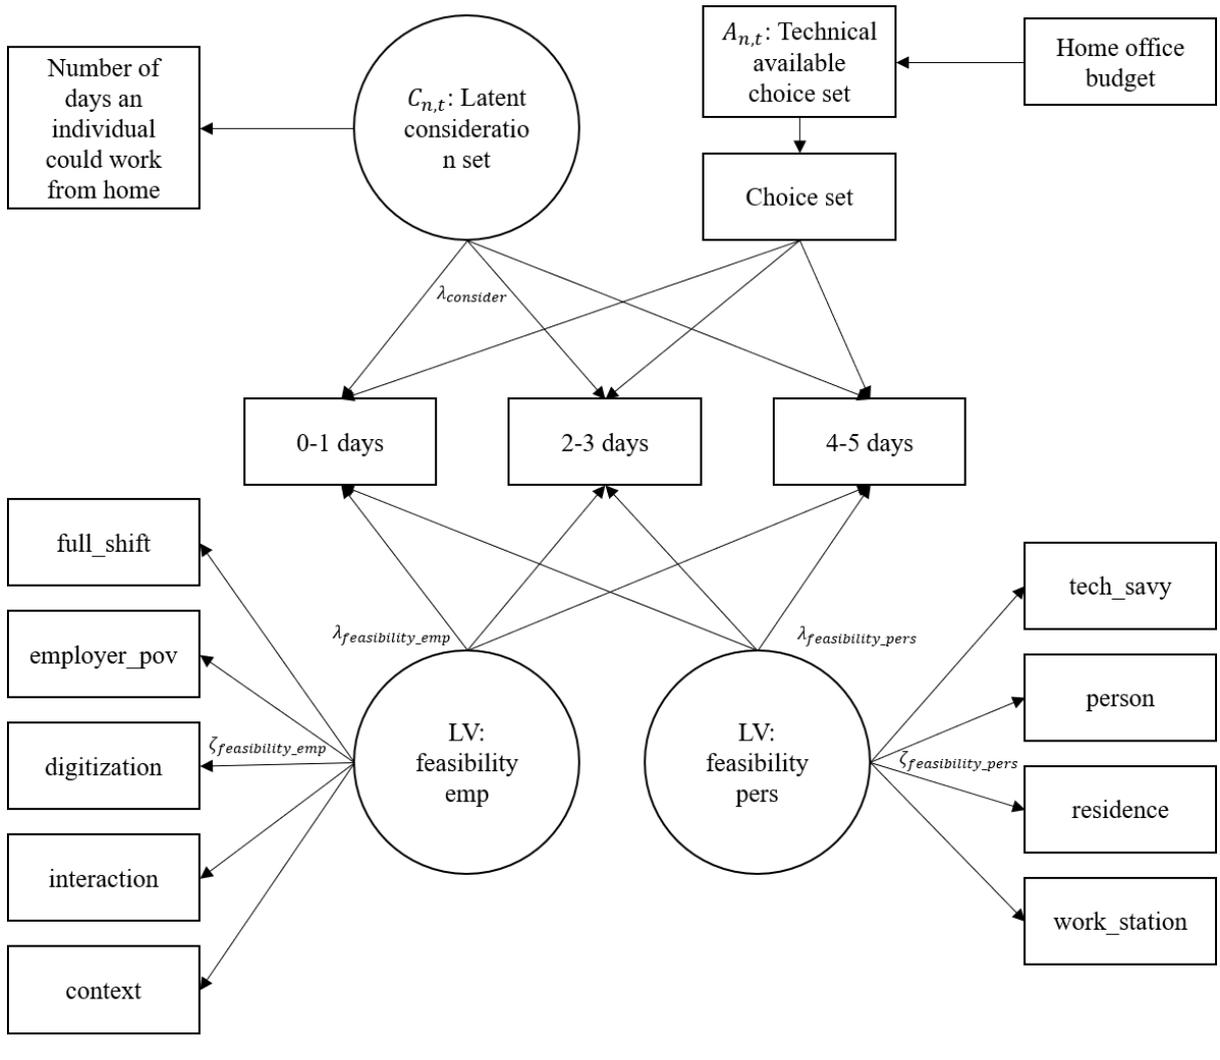 Number of
days an
individual
could work
from home
C_{n,t}: Latent
consideratio
n set
A_{n,t}: Technical
available
choice set
Home office
budget
Choice set
λ_{consider}
0-1 days
2-3 days
4-5 days
full_shift
employer_pov
digitization
interaction
context
λ_{feasibility_emp}
ζ_{feasibility_emp}
LV:
feasibility
emp
λ_{feasibility_pers}
LV:
feasibility
pers
ζ_{feasibility_pers}
tech_savy
person
residence
work_station